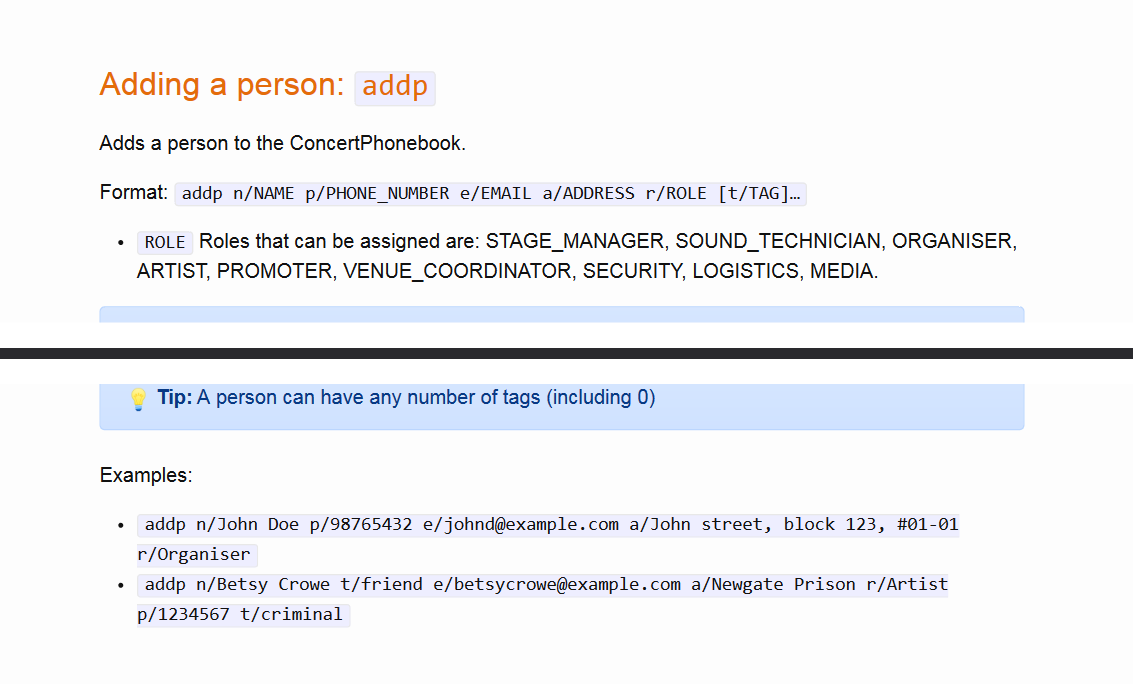 Adding a person: addp
Adds a person to the ConcertPhonebook.
Format: addp n/NAME p/PHONE_NUMBER e/EMAIL a/ADDRESS r/ROLE [t/TAG]…
• ROLE Roles that can be assigned are: STAGE_MANAGER, SOUND_TECHNICIAN, ORGANISER,
ARTIST, PROMOTER, VENUE_COORDINATOR, SECURITY, LOGISTICS, MEDIA.
💡 Tip: A person can have any number of tags (including 0)
Examples:
• addp n/John Doe p/98765432 e/johnd@example.com a/John street, block 123, #01-01
r/Organiser
• addp n/Betsy Crowe t/friend e/betsycrowe@example.com a/Newgate Prison r/Artist
p/1234567 t/criminal